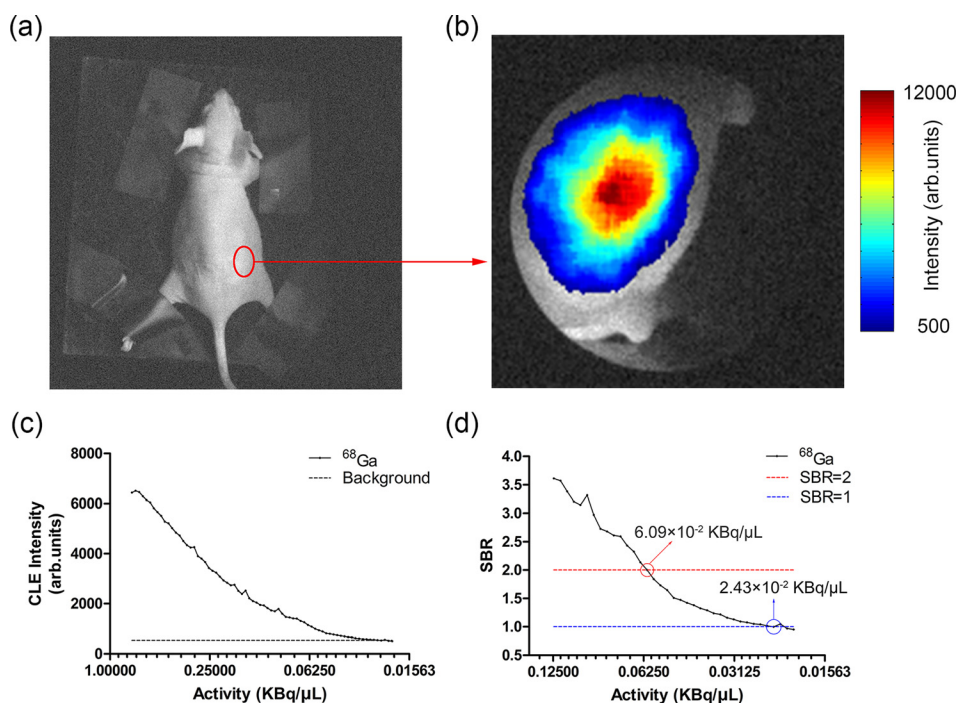 (a)
(b)
12000
Intensity (arb.units)
500
(c)
8000
6000
4000
2000
0
CLE Intensity
(arb.units)
⁶⁸Ga
Background
1.00000
0.25000
0.06250
0.01563
Activity (KBq/µL)
(d)
4.0
3.5
3.0
2.5
2.0
1.5
1.0
0.5
SBR
⁶⁸Ga
SBR=2
SBR=1
6.09×10⁻² KBq/µL
2.43×10⁻² KBq/µL
0.12500
0.06250
0.03125
0.01563
Activity (KBq/µL)